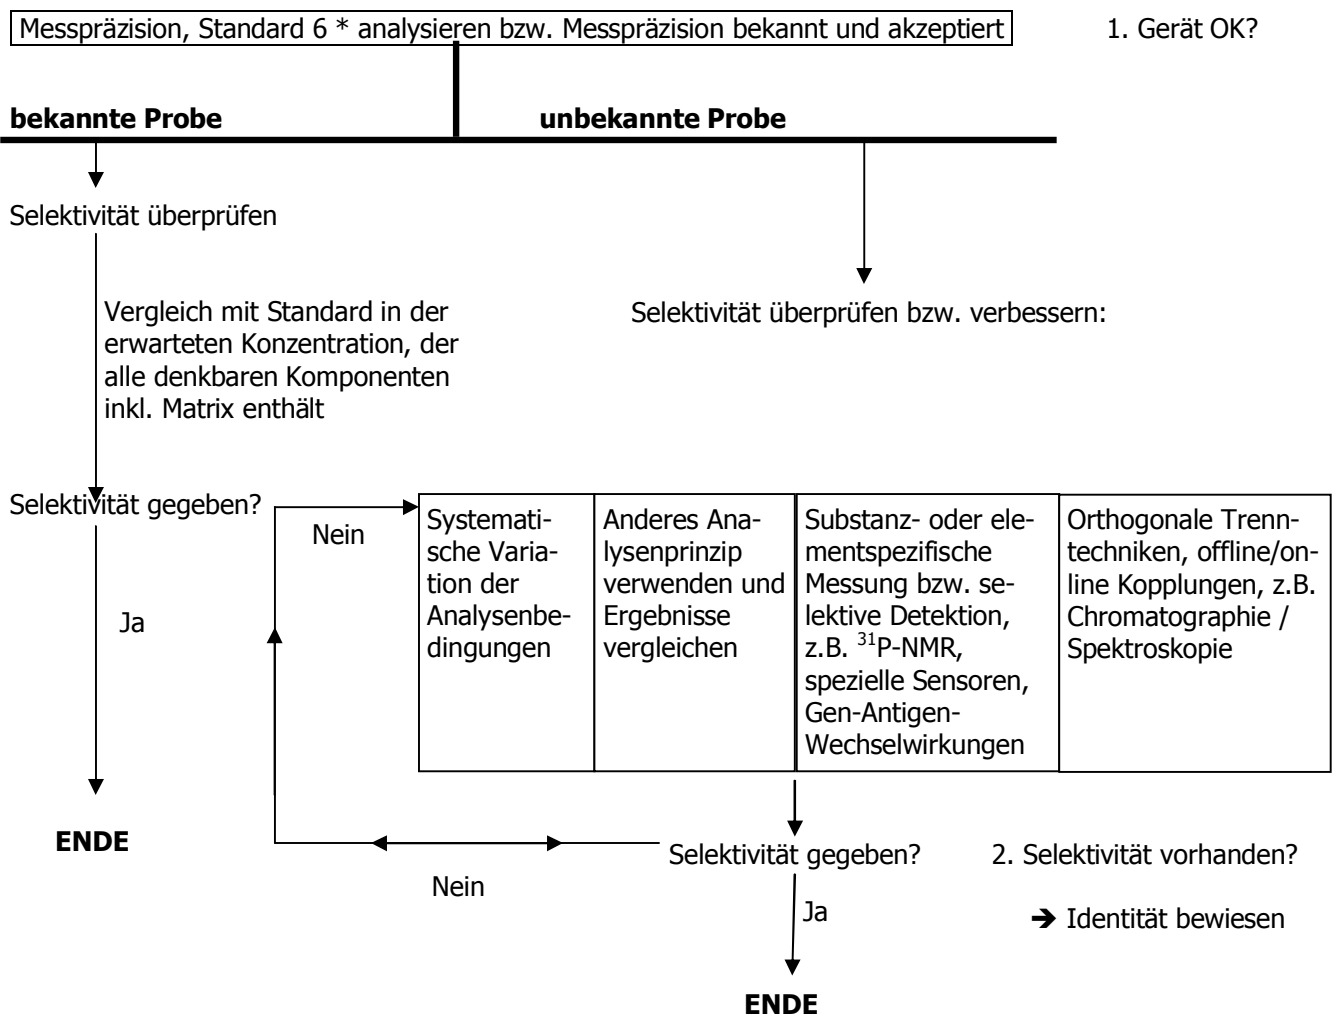 Messpräzision, Standard 6 * analysieren bzw. Messpräzision bekannt und akzeptiert
1. Gerät OK?
bekannte Probe
unbekannte Probe
Selektivität überprüfen
Vergleich mit Standard in der
erwarteten Konzentration, der
alle denkbaren Komponenten
inkl. Matrix enthält
Selektivität überprüfen bzw. verbessern:
Selektivität gegeben?
Nein
Ja
ENDE
Systemati-
sche Varia-
tion der
Analysenbe-
dingungen
Anderes Ana-
lysenprinzip
verwenden und
Ergebnisse
vergleichen
Substanz- oder ele-
mentspezifische
Messung bzw. se-
lektive Detektion,
z.B. ³¹P-NMR,
spezielle Sensoren,
Gen-Antigen-
Wechselwirkungen
Orthogonale Trenn-
techniken, offline/on-
line Kopplungen, z.B.
Chromatographie /
Spektroskopie
Selektivität gegeben?
2. Selektivität vorhanden?
Nein
Ja
➔ Identität bewiesen
ENDE